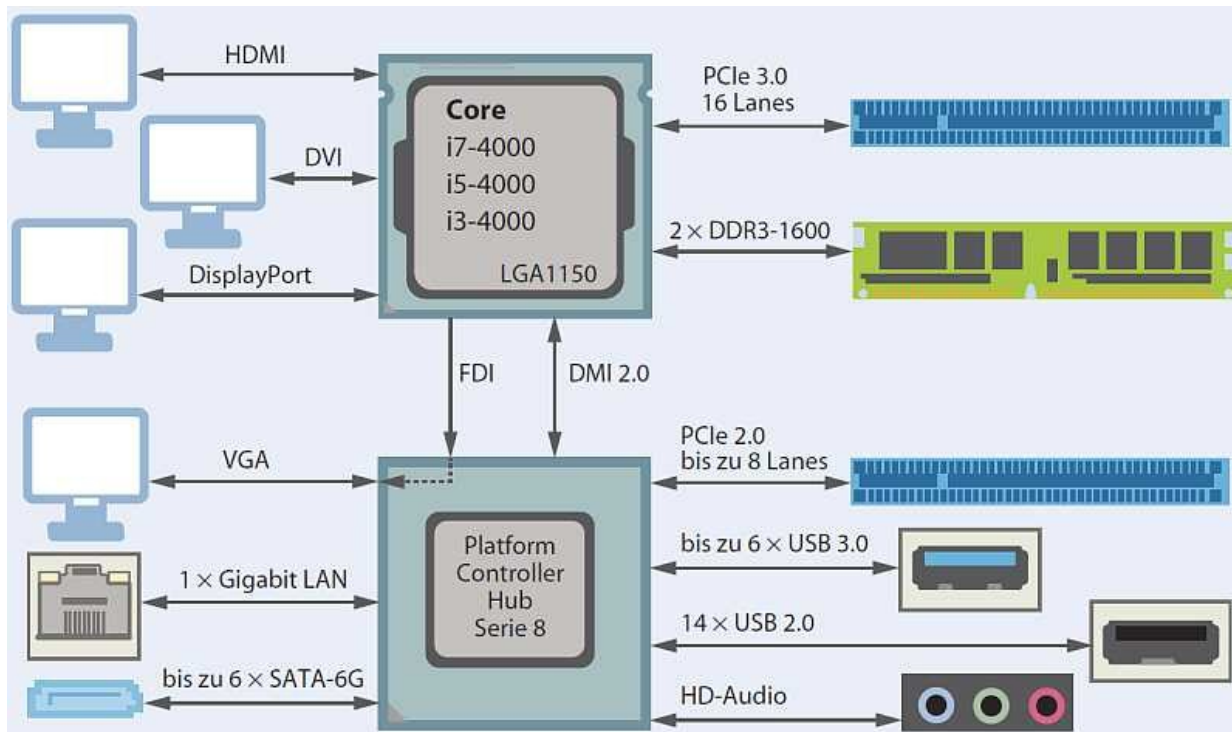 HDMI
DVI
DisplayPort
Core
i7-4000
i5-4000
i3-4000
LGA1150
PCIe 3.0
16 Lanes
2 × DDR3-1600
FDI
DMI 2.0
VGA
1 × Gigabit LAN
bis zu 6 × SATA-6G
Platform
Controller
Hub
Serie 8
PCIe 2.0
bis zu 8 Lanes
bis zu 6 × USB 3.0
14 × USB 2.0
HD-Audio